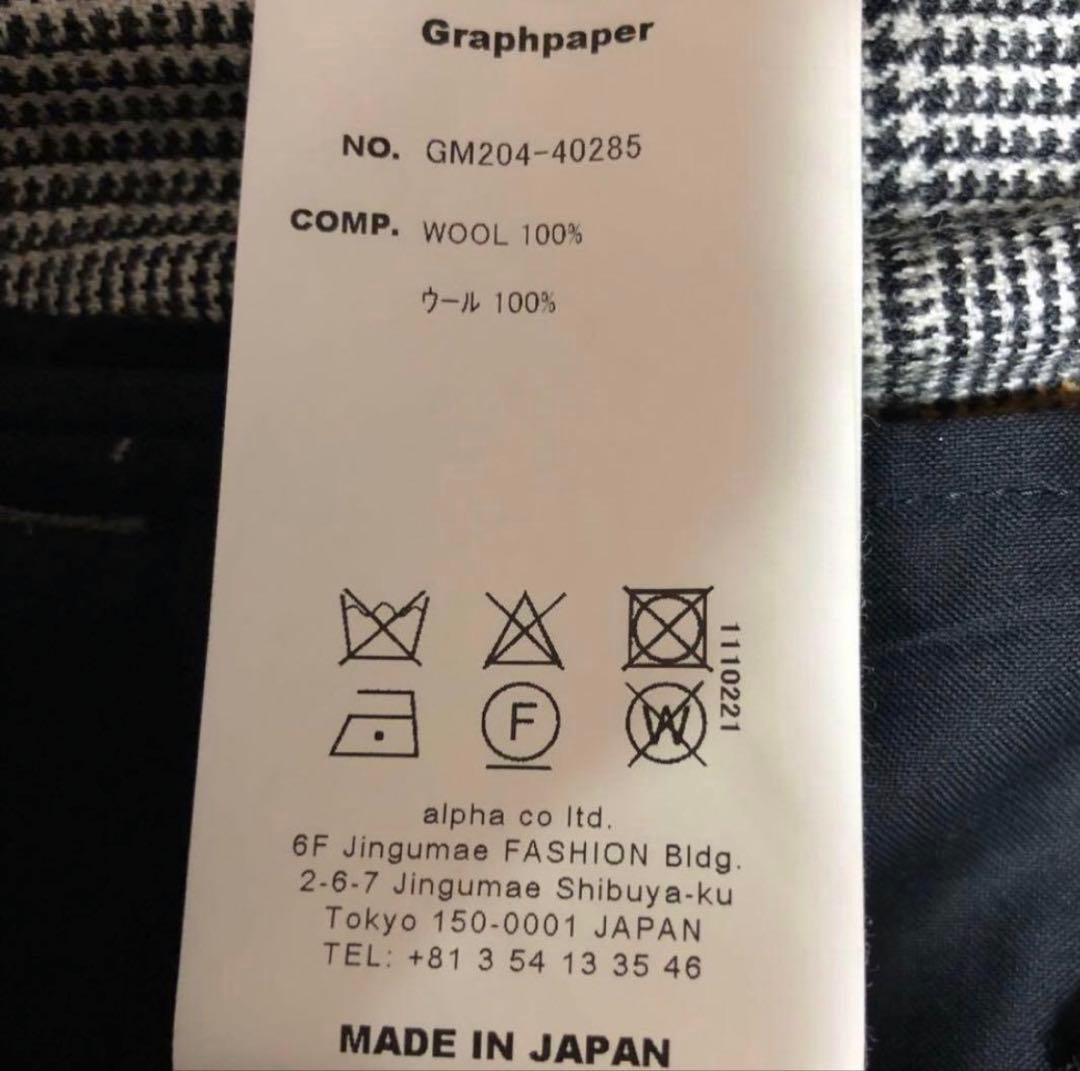 Graphpaper
NO. GM204-40285
COMP. WOOL 100%
ウール 100%
1110221
F
W
alpha co ltd.
6F Jingumae FASHION Bldg.
2-6-7 Jingumae Shibuya-ku
Tokyo 150-0001 JAPAN
TEL: +81 3 54 13 35 46
MADE IN JAPAN